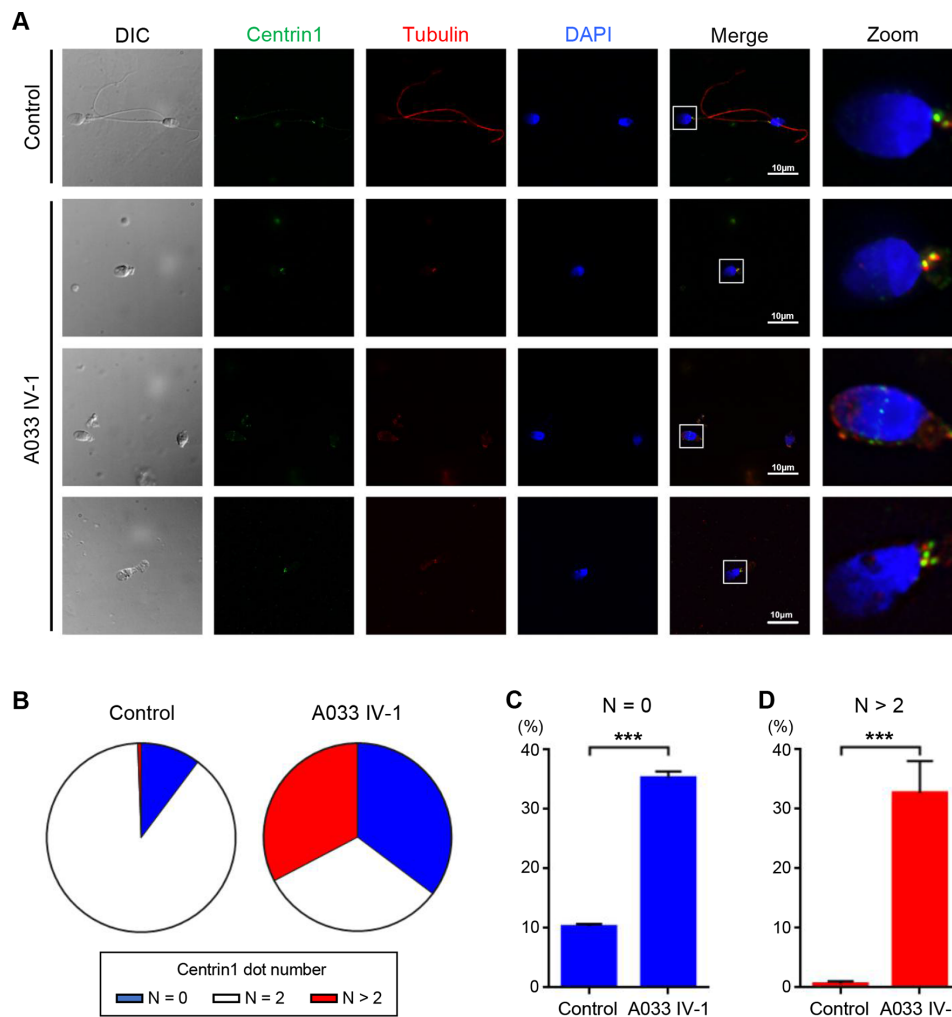 A
DIC Centrin1 Tubulin DAPI Merge Zoom
Control
10μm
A033 IV-1
10μm
10μm
10μm
B
Control A033 IV-1
Centrin1 dot number
N = 0 N = 2 N > 2
C
N = 0
(%)
***
40
30
20
10
0
Control A033 IV-1
D
N > 2
(%)
***
40
30
20
10
0
Control A033 IV-